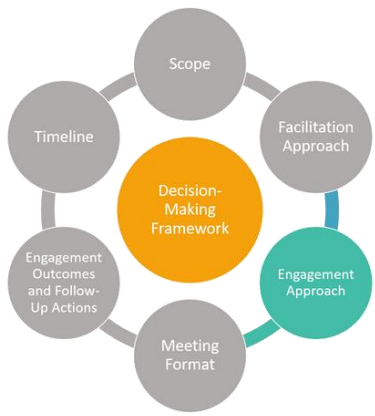 Scope
Facilitation
Approach
Timeline
Decision-
Making
Framework
Engagement
Approach
Engagement
Outcomes
and Follow-
Up Actions
Meeting
Format